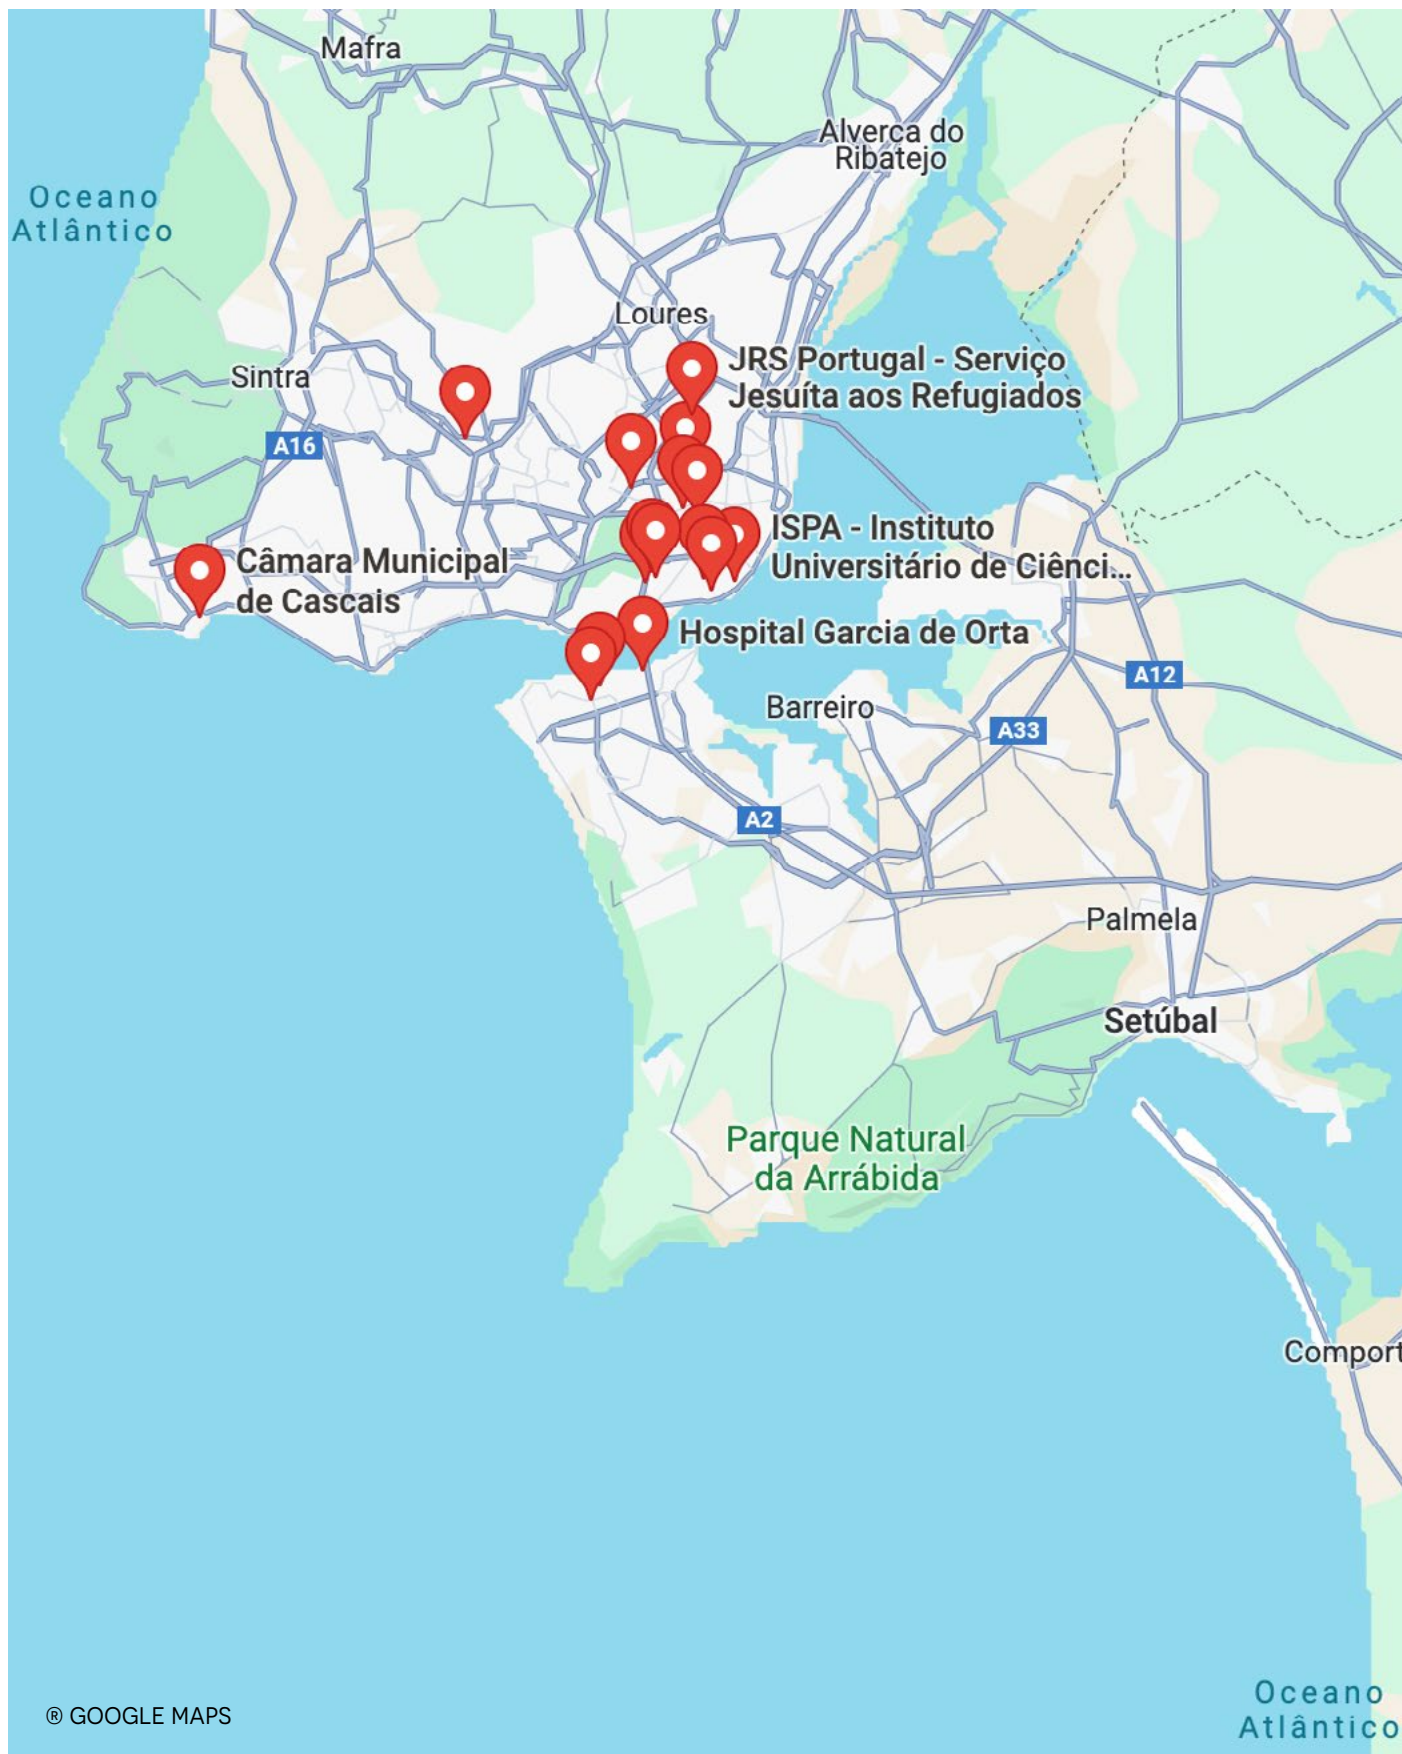 Mafra
Alverca do
Ribatejo
Oceano
Atlântico
Loures
JRS Portugal - Serviço
Jesuíta aos Refugiados
Sintra
A16
ISPA - Instituto
Universitário de Ciênci...
Câmara Municipal
de Cascais
Hospital Garcia de Orta
A12
Barreiro
A33
A2
Palmela
Setúbal
Parque Natural
da Arrábida
Comport
Oceano
Atlântico
® GOOGLE MAPS